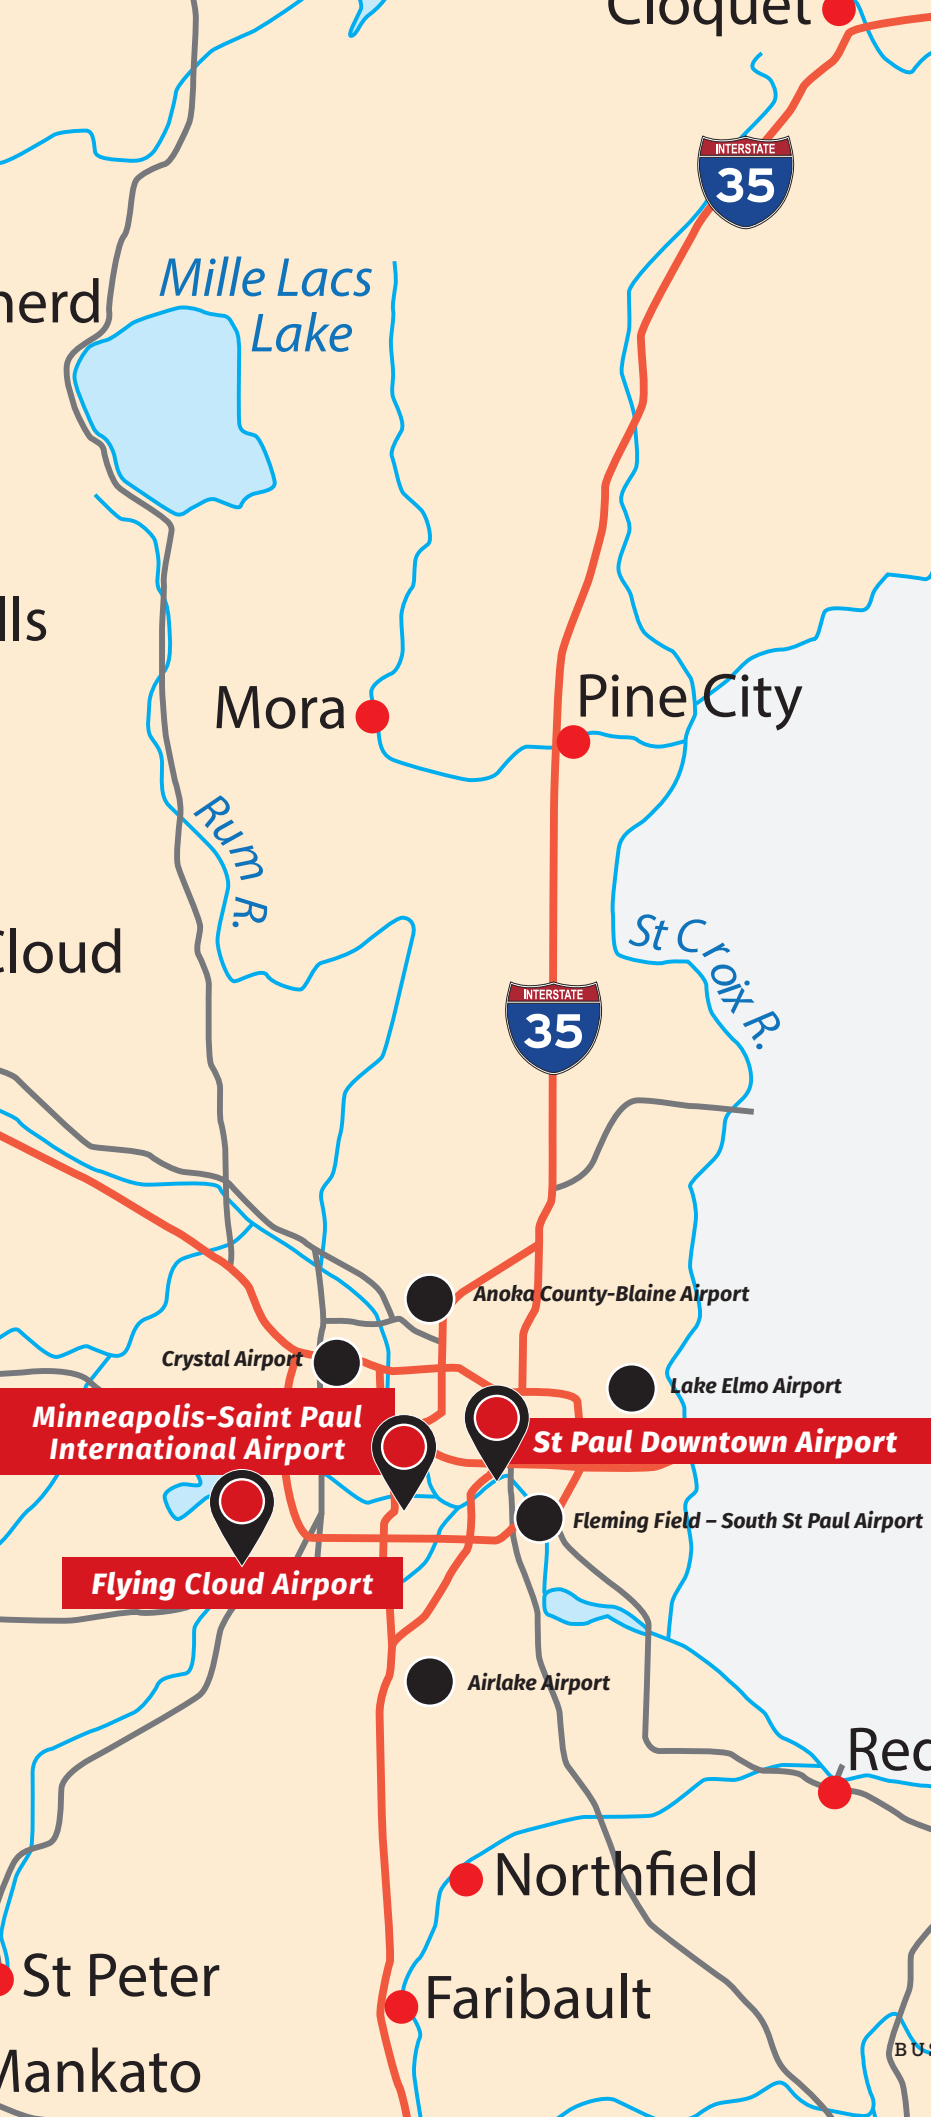 Cloquet
INTERSTATE
35
Mille Lacs
Lake
herd
lls
Mora
Pine City
Rum R.
Cloud
St Croix R.
INTERSTATE
35
Anoka County-Blaine Airport
Crystal Airport
Lake Elmo Airport
Minneapolis-Saint Paul
International Airport
St Paul Downtown Airport
Fleming Field – South St Paul Airport
Flying Cloud Airport
Airlake Airport
Red
Northfield
St Peter
Faribault
BUS
Mankato